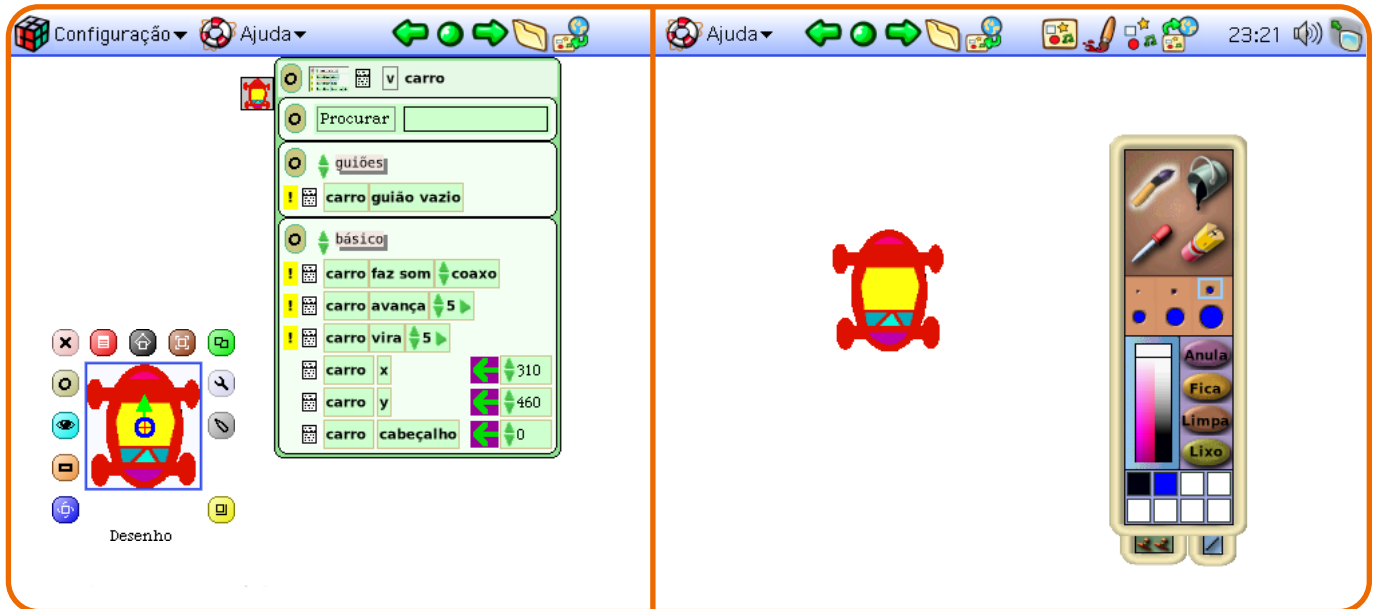 Configuração Ajuda
v carro
Procurar
guiões
! carro guião vazio
básico
! carro faz som coaxo
! carro avança 5
! carro vira 5
carro x 310
carro y 460
carro cabeçalho 0
Desenho
Ajuda 23:21
Anula
Fica
Limpa
Lixo